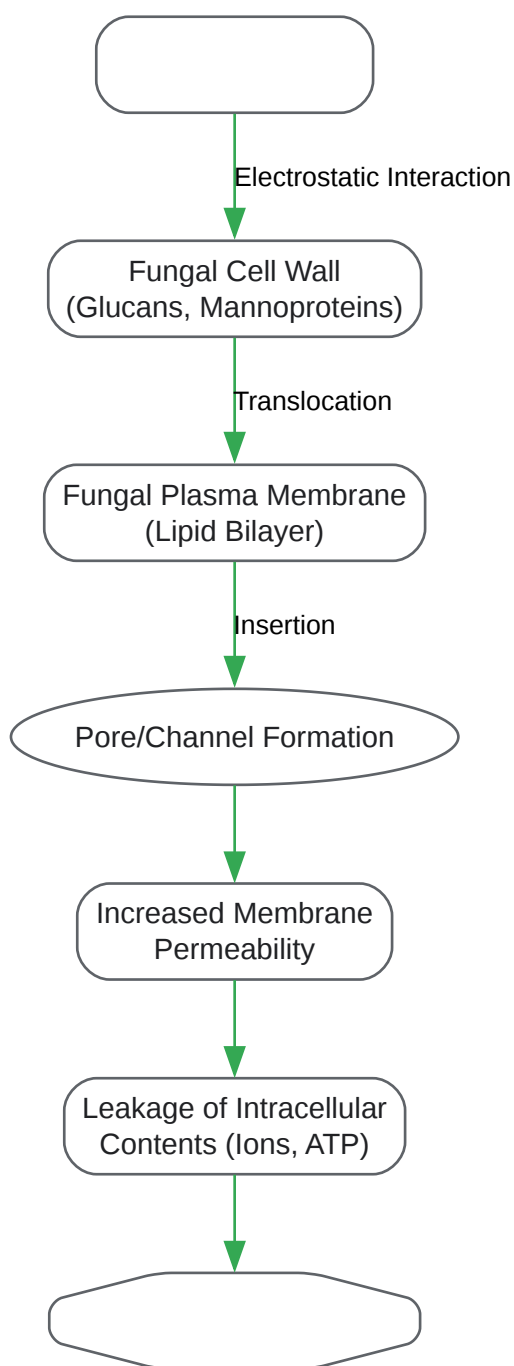 Electrostatic Interaction
Fungal Cell Wall
(Glucans, Mannoproteins)
Translocation
Fungal Plasma Membrane
(Lipid Bilayer)
Insertion
Pore/Channel Formation
Increased Membrane
Permeability
Leakage of Intracellular
Contents (Ions, ATP)